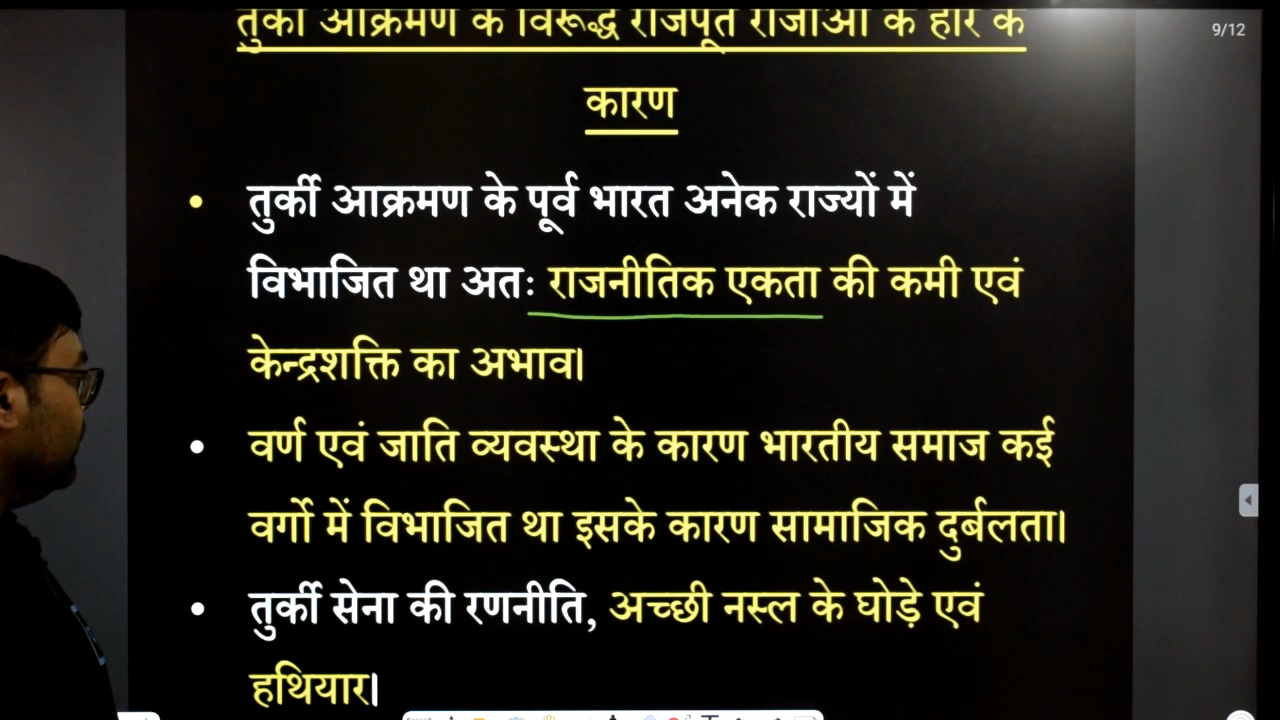 तुर्की आक्रमण के विरूद्ध राजपूत राजाओं के हार के
9/12
कारण
• तुर्की आक्रमण के पूर्व भारत अनेक राज्यों में
विभाजित था अतः राजनीतिक एकता की कमी एवं
केन्द्रशक्ति का अभाव।
• वर्ण एवं जाति व्यवस्था के कारण भारतीय समाज कई
वर्गो में विभाजित था इसके कारण सामाजिक दुर्बलता।
• तुर्की सेना की रणनीति, अच्छी नस्ल के घोड़े एवं
हथियार।